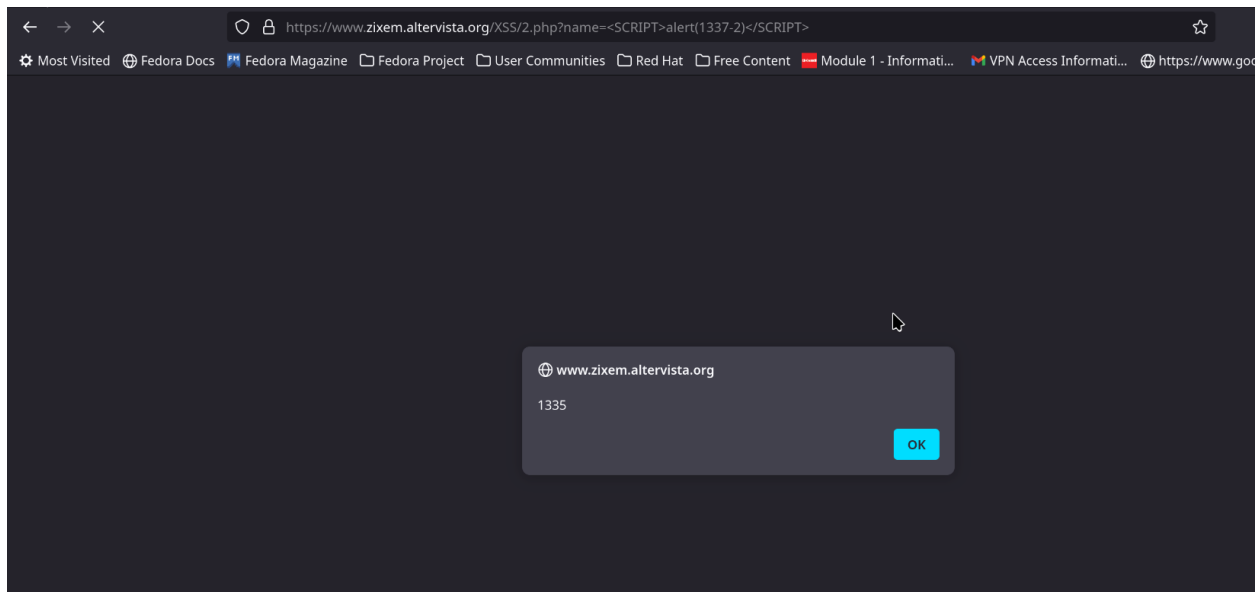 https://www.zixem.altervista.org/XSS/2.php?name=<SCRIPT>alert(1337-2)</SCRIPT>
Most Visited Fedora Docs FM Fedora Magazine Fedora Project User Communities Red Hat Free Content Module 1 - Informati... VPN Access Informati... https://www.goo
www.zixem.altervista.org
1335
OK